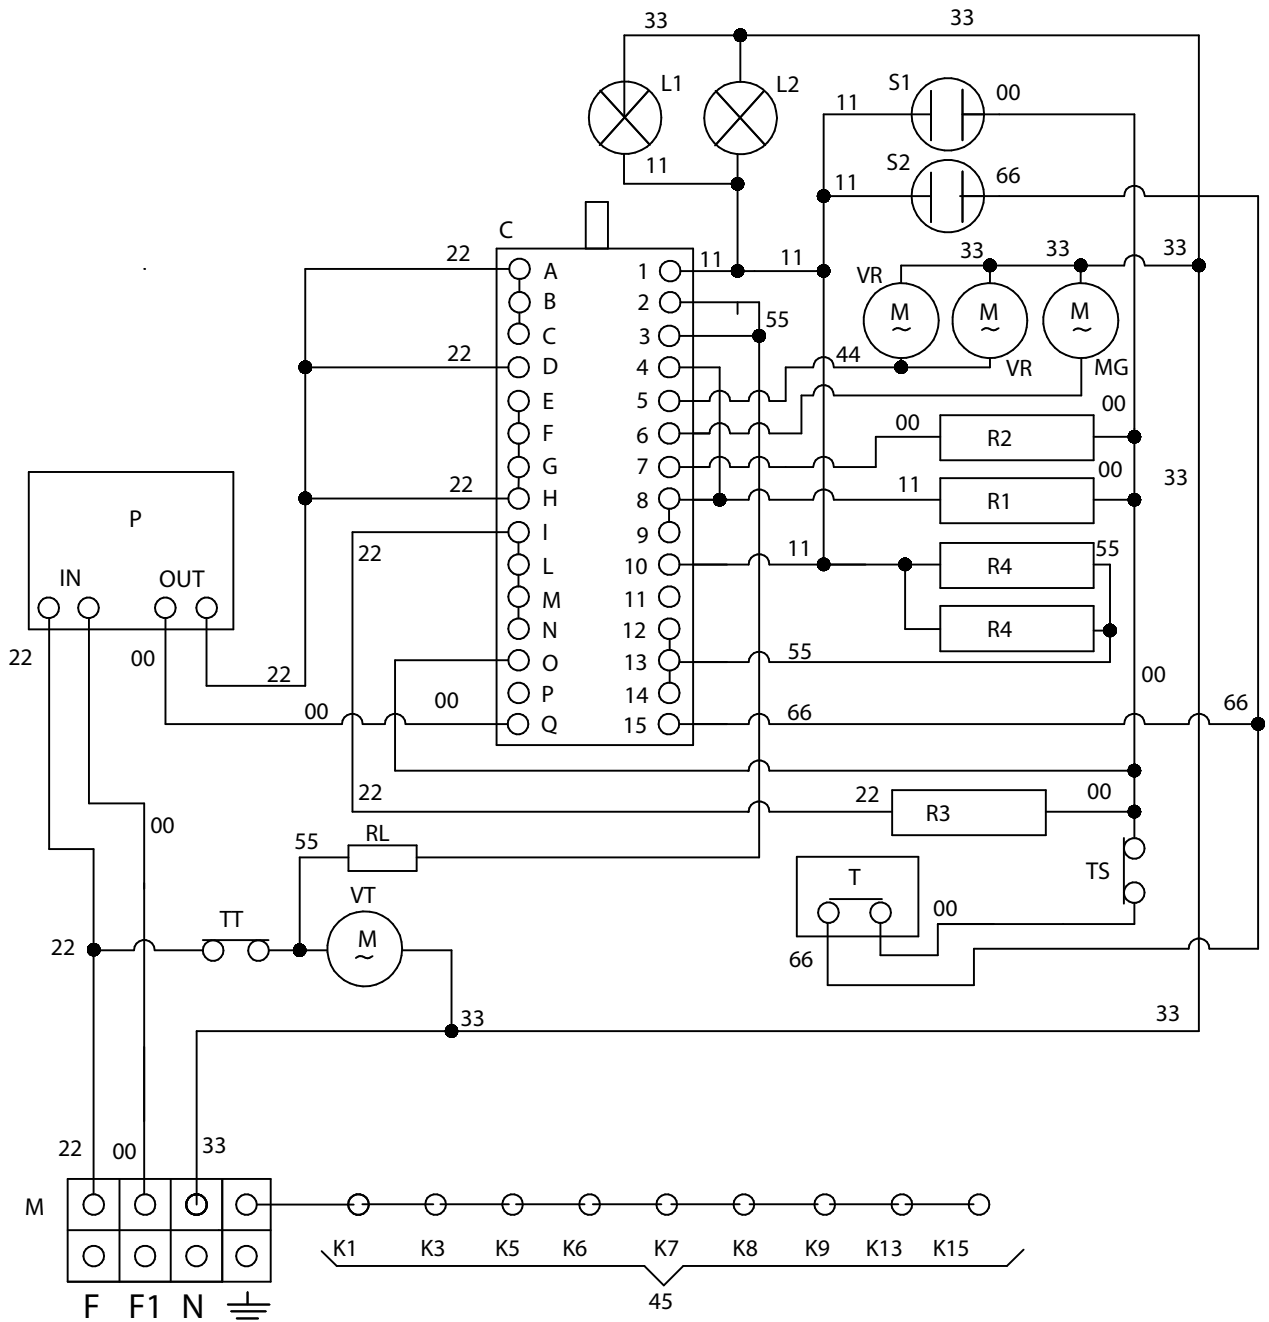 33
33
L1
L2
S1
00
11
11
S2
66
11
C
22
A
1
11
11
VR
33
33
33
B
2
M
~
M
~
M
~
C
3
55
22
D
4
44
VR
MG
E
5
00
F
6
00
R2
G
7
00
22
H
8
11
R1
33
P
I
9
22
L
10
11
R4
55
IN
OUT
M
11
N
12
R4
22
00
22
O
13
55
P
14
00
00
00
Q
15
66
66
22
22
R3
00
00
55
RL
T
TS
VT
TT
00
22
M
~
66
33
33
22
00
33
M
K1
K3
K5
K6
K7
K8
K9
K13
K15
F
F1
N
45